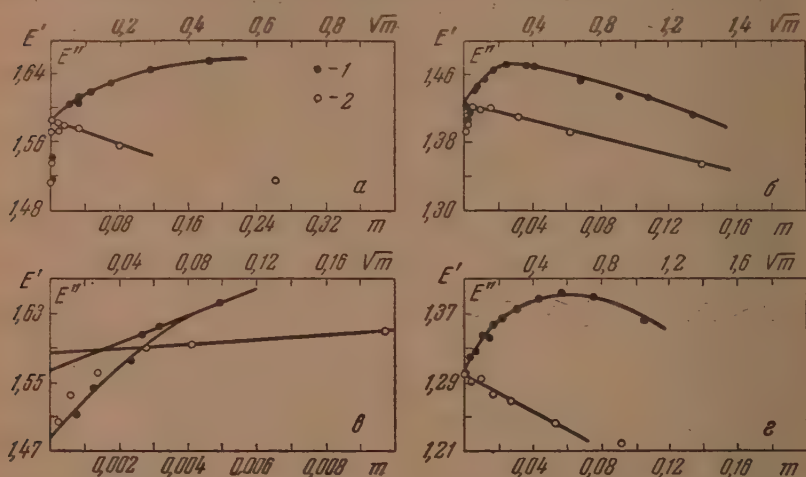 0,2 0,4 0,6 √m
E' E"
1,64
1,56
1,48
-1
-2
а
0,08 0,16 0,24 0,32 m
0,4 0,8 1,2 √m 1,4
E' E"
1,46
1,38
1,30
б
0,04 0,08 0,12 0,16 m
0,04 0,08 0,12 0,16 √m
E' E"
1,63
1,55
1,47
в
0,002 0,004 0,006 0,008 m
0,4 0,8 1,2 1,6 √m
E' E"
1,37
1,29
1,21
г
0,04 0,08 0,12 0,16 m